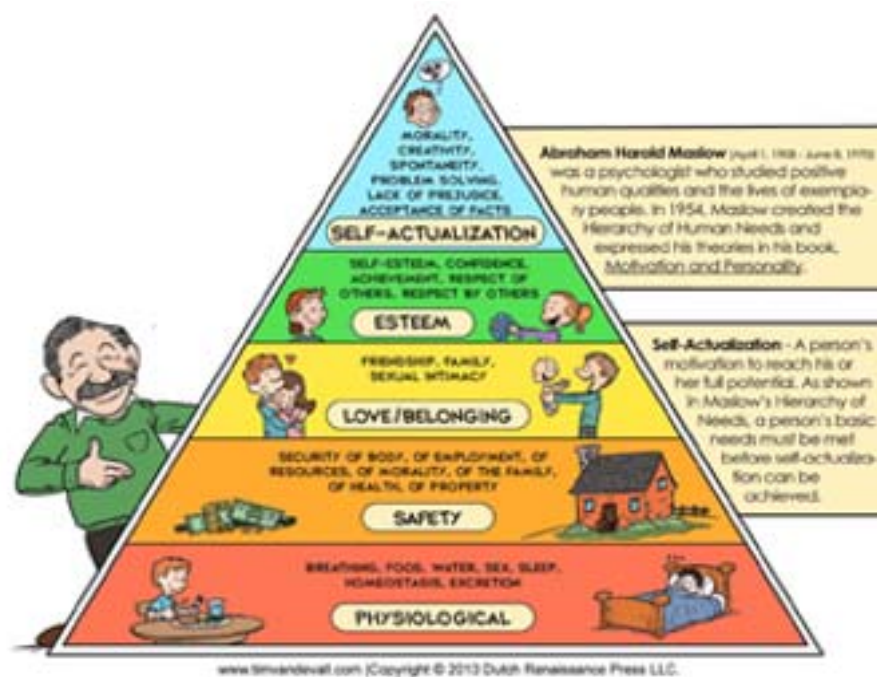 MORALITY,
CREATIVITY,
SPONTANEITY,
PROBLEM SOLVING,
LACK OF PREJUDICE,
ACCEPTANCE OF FACTS
SELF-ACTUALIZATION
SELF-ESTEEM, CONFIDENCE,
ACHIEVEMENT, RESPECT OF
OTHERS, RESPECT BY OTHERS
ESTEEM
FRIENDSHIP, FAMILY,
SEXUAL INTIMACY
LOVE/BELONGING
SECURITY OF BODY, OF EMPLOYMENT, OF
RESOURCES, OF MORALITY, OF THE FAMILY,
OF HEALTH, OF PROPERTY
SAFETY
BREATHING, FOOD, WATER, SEX, SLEEP,
HOMEOSTASIS, EXCRETION
PHYSIOLOGICAL
Abraham Harold Maslow (April 1, 1908 - June 8, 1970)
was a psychologist who studied positive
human qualities and the lives of exempla-
ry people. In 1954, Maslow created the
Hierarchy of Human Needs and
expressed his theories in his book,
Motivation and Personality.
Self-Actualization - A person's
motivation to reach his or
her full potential. As shown
in Maslow's Hierarchy of
Needs, a person's basic
needs must be met
before self-actualiza-
tion can be
achieved.
www.timvandevall.com | Copyright © 2013 Dutch Renaissance Press LLC.